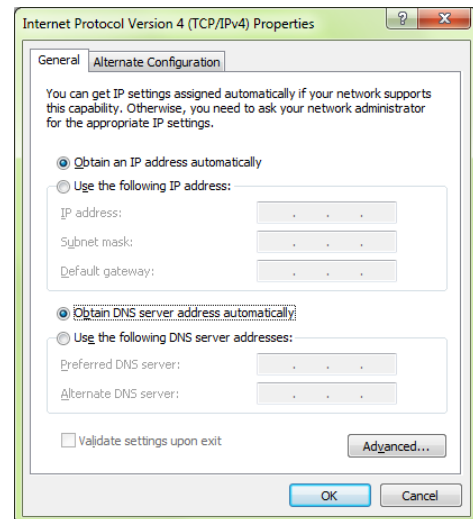 Internet Protocol Version 4 (TCP/IPv4) Properties
General
Alternate Configuration
You can get IP settings assigned automatically if your network supports
this capability. Otherwise, you need to ask your network administrator
for the appropriate IP settings.
Obtain an IP address automatically
Use the following IP address:
IP address:
Subnet mask:
Default gateway:
Obtain DNS server address automatically
Use the following DNS server addresses:
Preferred DNS server:
Alternate DNS server:
Validate settings upon exit
Advanced...
OK
Cancel